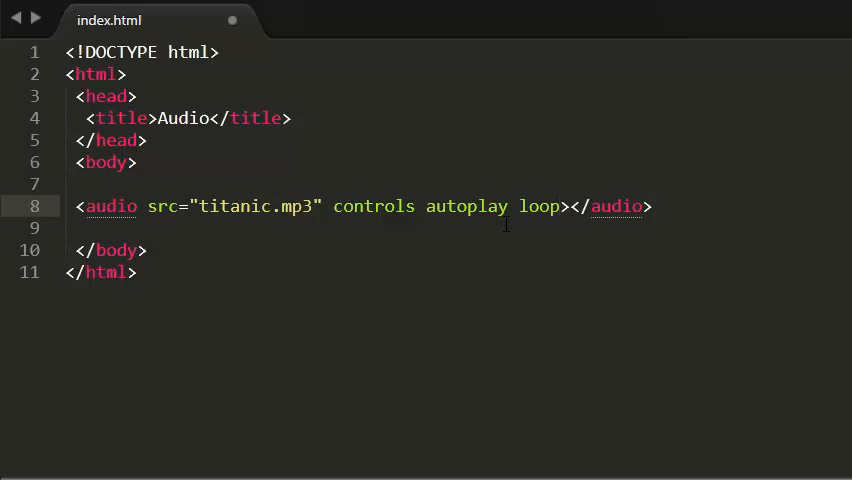 index.html
1 <!DOCTYPE html>
2 <html>
3 <head>
4 <title>Audio</title>
5 </head>
6 <body>
7
8 <audio src="titanic.mp3" controls autoplay loop></audio>
9
10 </body>
11 </html>